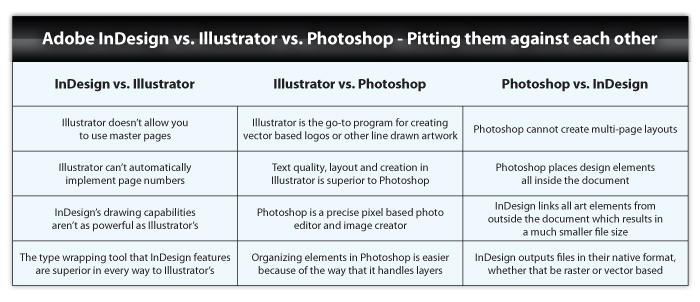 Adobe InDesign vs. Illustrator vs. Photoshop - Pitting them against each other
InDesign vs. Illustrator
Illustrator vs. Photoshop
Photoshop vs. InDesign
Illustrator doesn't allow you
to use master pages
Illustrator is the go-to program for creating
vector based logos or other line drawn artwork
Photoshop cannot create multi-page layouts
Illustrator can't automatically
implement page numbers
Text quality, layout and creation in
Illustrator is superior to Photoshop
Photoshop places design elements
all inside the document
InDesign's drawing capabilities
aren't as powerful as Illustrator's
Photoshop is a precise pixel based photo
editor and image creator
InDesign links all art elements from
outside the document which results in
a much smaller file size
The type wrapping tool that InDesign features
are superior in every way to Illustrator's
Organizing elements in Photoshop is easier
because of the way that it handles layers
InDesign outputs files in their native format,
whether that be raster or vector based